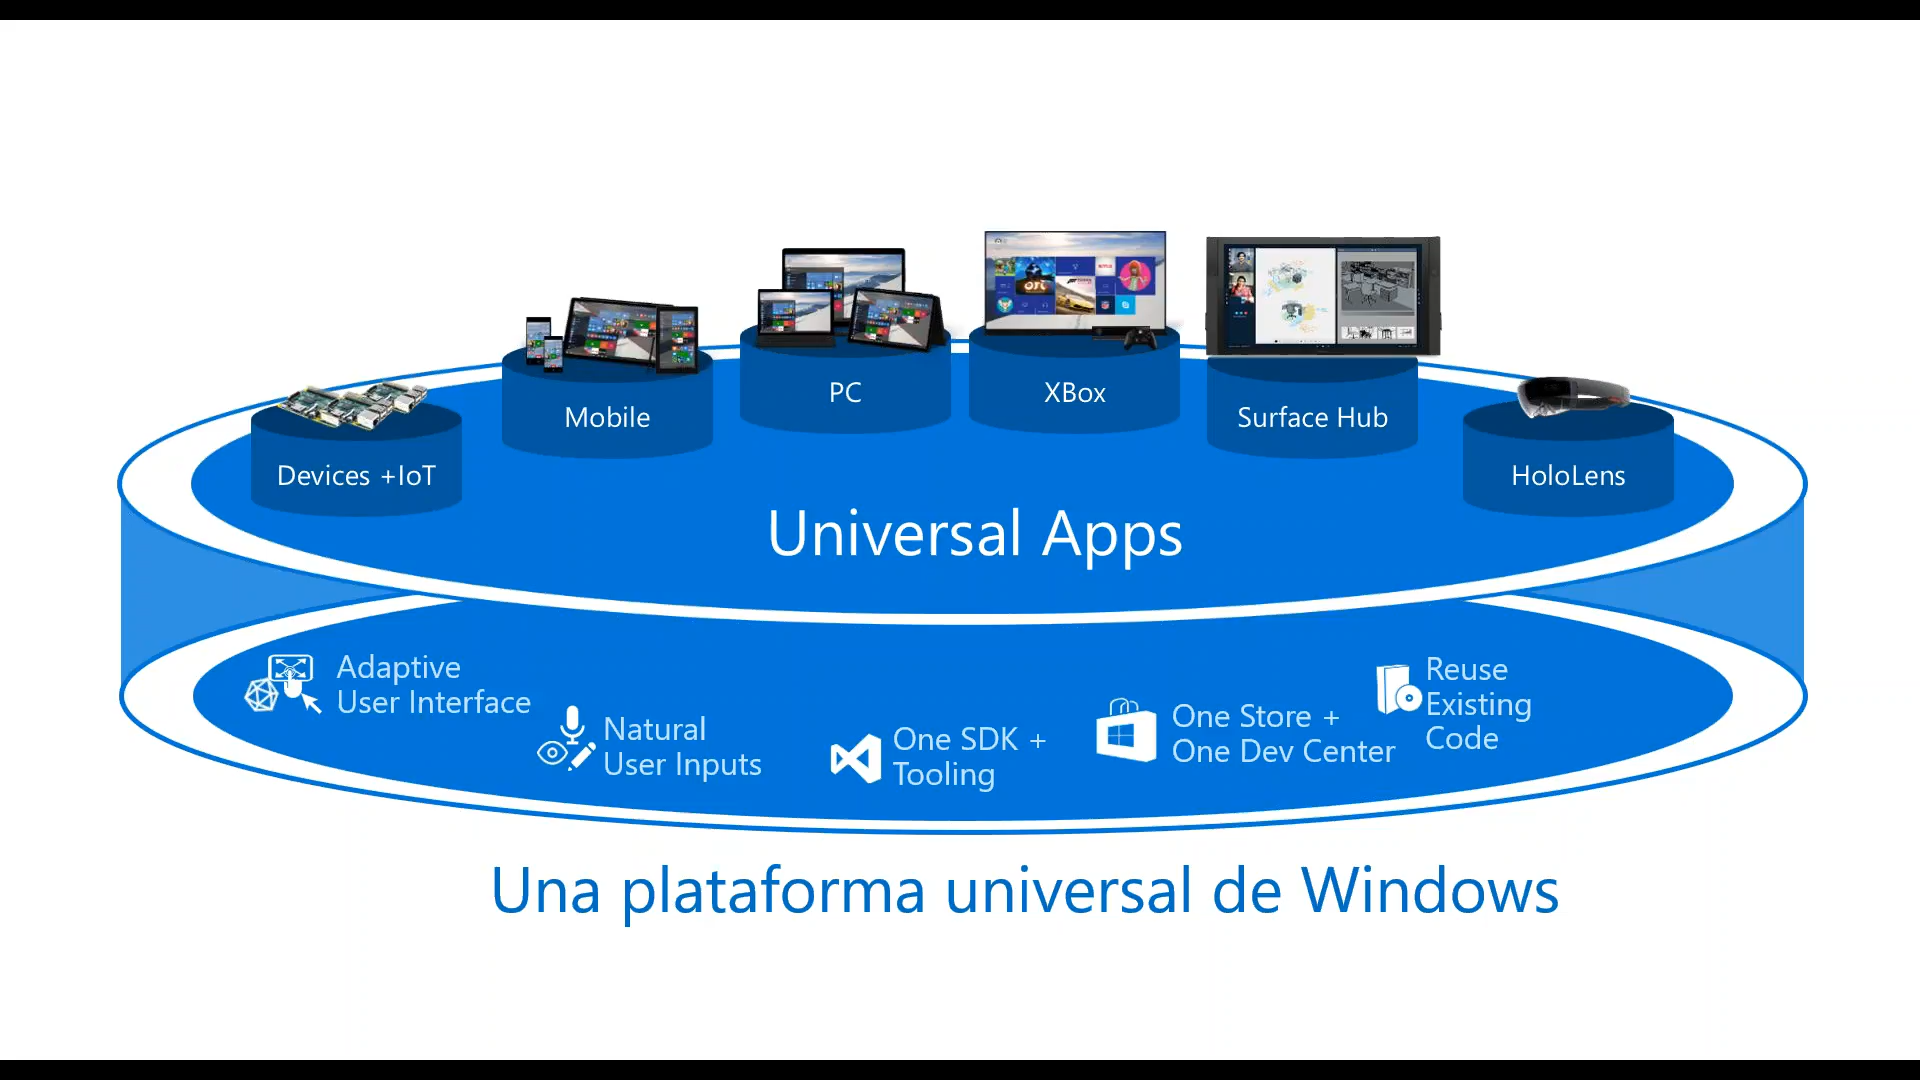 PC
XBox
Mobile
Surface Hub
Devices +IoT
HoloLens
Universal Apps
Adaptive
User Interface
Natural
User Inputs
One SDK +
Tooling
One Store +
One Dev Center
Reuse
Existing
Code
Una plataforma universal de Windows